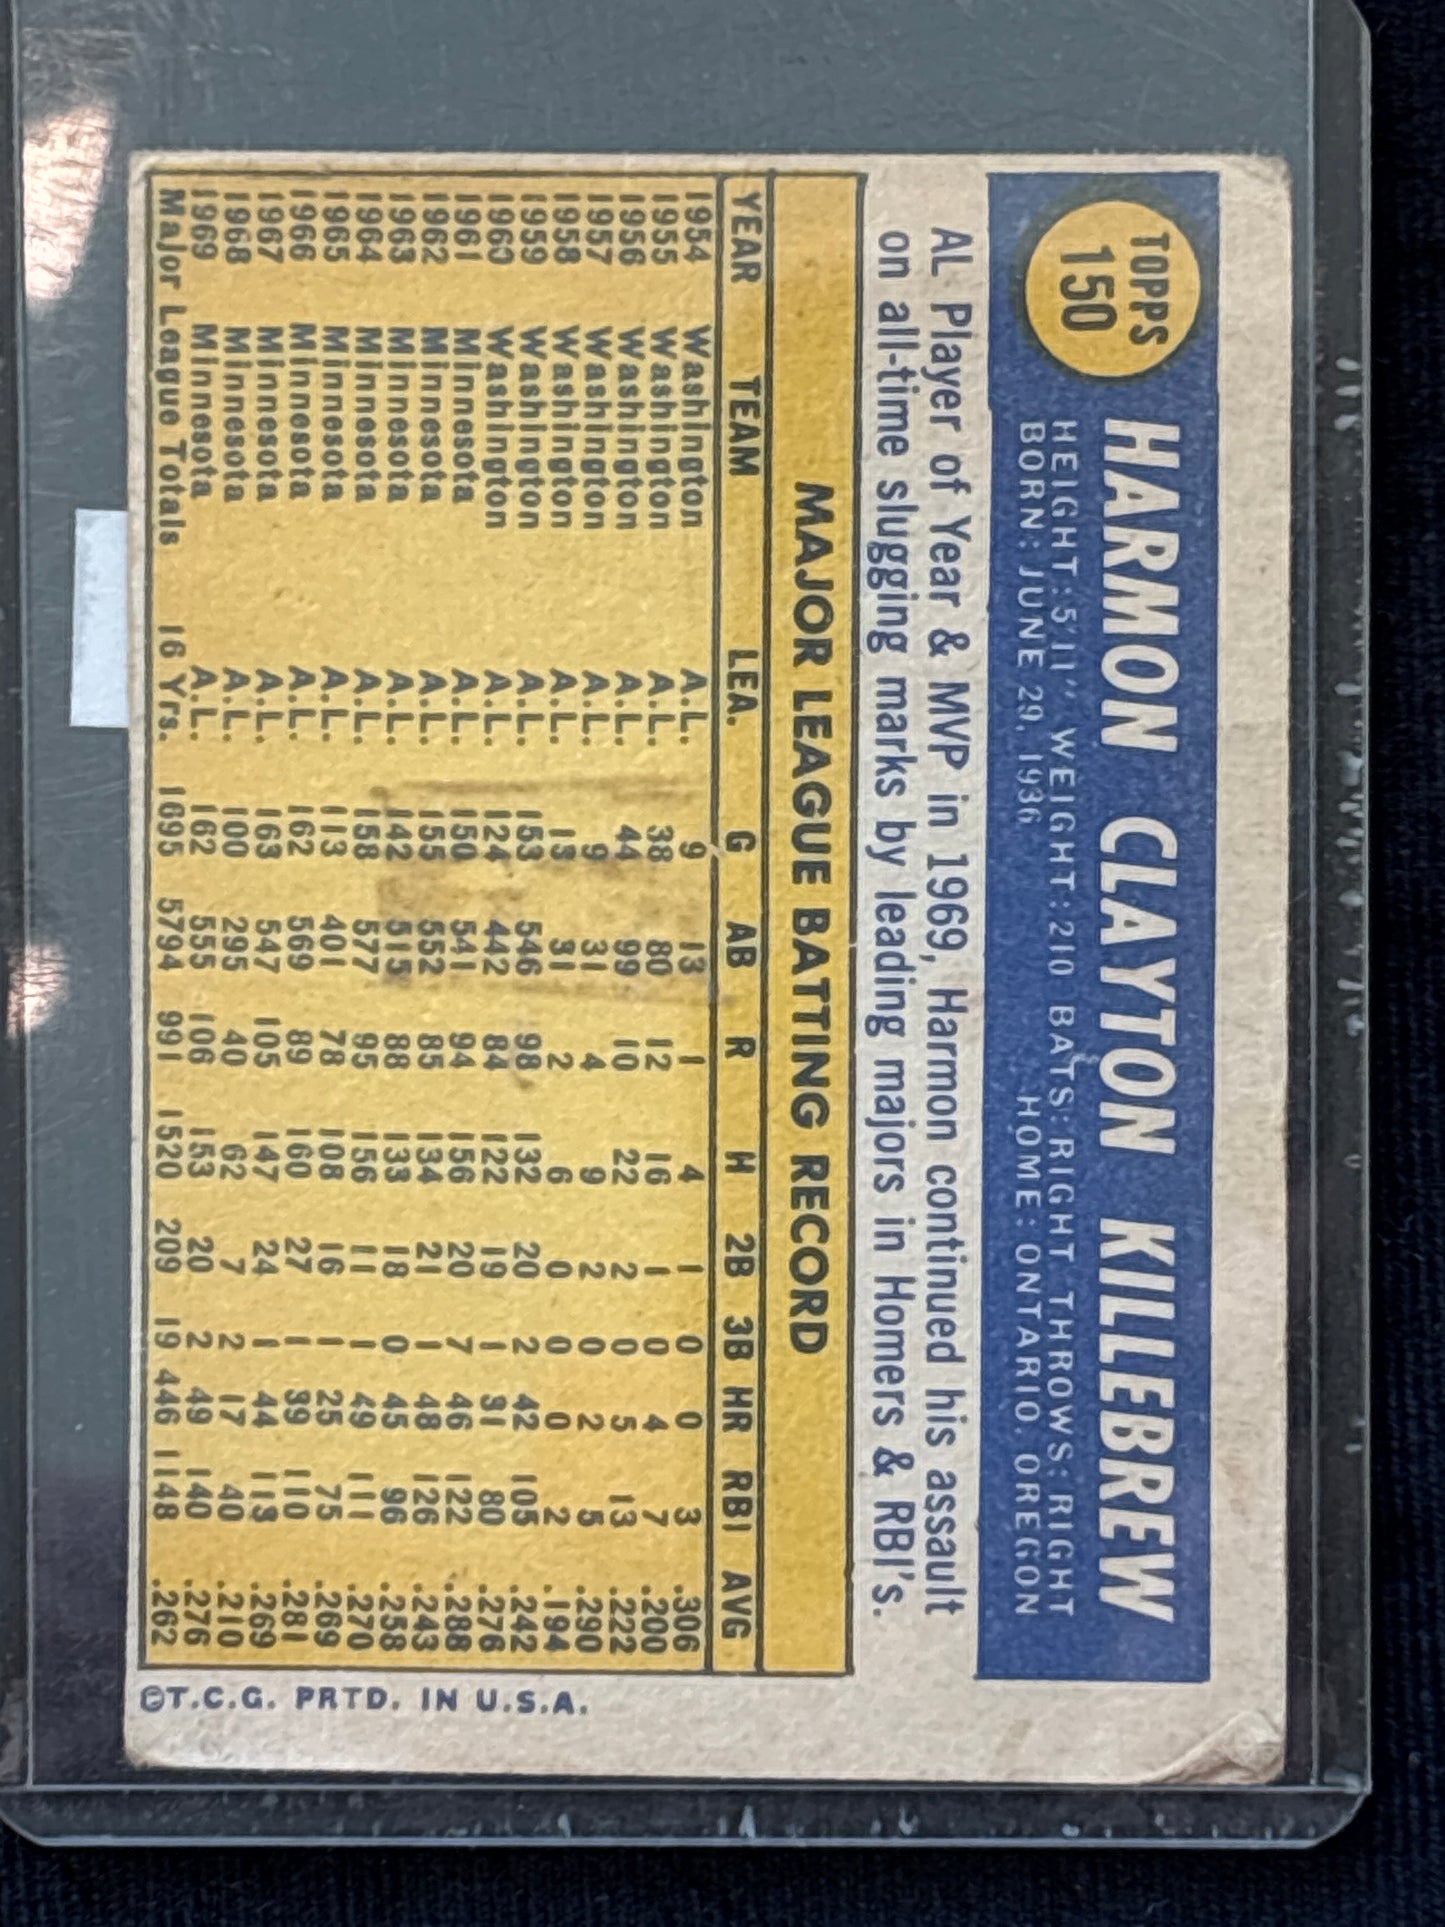 TOPPS
150
HARMON CLAYTON KILLEBREW
HEIGHT:5'11" WEIGHT:210 BATS:RIGHT THROWS:RIGHT
BORN: JUNE 29, 1936 HOME: ONTARIO, OREGON
AL Player of Year & MVP in 1969, Harmon continued his assault
on all-time slugging marks by leading majors in Homers & RBI's.
MAJOR LEAGUE BATTING RECORD
YEAR TEAM LEA. G AB R H 2B 3B HR RBI AVG
1954 Washington A.L. 9 13 1 4 1 0 0 3 .306
1955 Washington A.L. 38 80 12 16 1 0 4 7 .200
1956 Washington A.L. 44 99 10 22 2 0 5 13 .222
1957 Washington A.L. 9 31 4 9 2 0 2 5 .290
1958 Washington A.L. 13 31 2 6 0 0 0 2 .194
1959 Washington A.L. 153 546 98 132 20 2 42 105 .242
1960 Washington A.L. 124 442 84 122 19 1 31 80 .276
1961 Minnesota A.L. 150 541 94 156 20 7 46 122 .288
1962 Minnesota A.L. 155 552 85 134 21 1 48 126 .243
1963 Minnesota A.L. 142 515 88 133 18 0 45 96 .258
1964 Minnesota A.L. 158 577 95 156 11 1 49 111 .270
1965 Minnesota A.L. 113 401 78 108 16 1 25 75 .269
1966 Minnesota A.L. 162 569 89 160 27 1 39 110 .281
1967 Minnesota A.L. 163 547 105 147 24 1 44 113 .269
1968 Minnesota A.L. 100 295 40 62 7 2 17 40 .210
1969 Minnesota A.L. 162 555 106 153 20 2 49 140 .276
Major League Totals 16 Yrs. 1695 5794 991 1520 209 19 446 1148 .262
©T.C.G. PRTD. IN U.S.A.